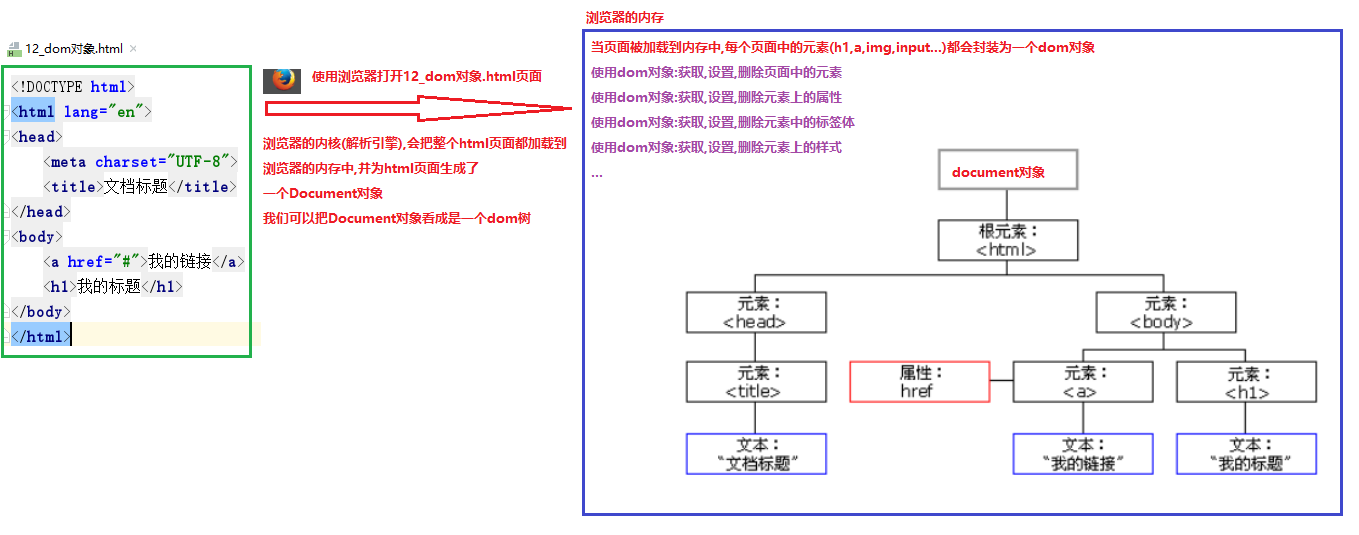 12_dom对象.html
<!DOCTYPE html>
<html lang="en">
<head>
<meta charset="UTF-8">
<title>文档标题</title>
</head>
<body>
<a href="#">我的链接</a>
<h1>我的标题</h1>
</body>
</html>
使用浏览器打开12_dom对象.html页面
浏览器的内核(解析引擎),会把整个html页面都加载到
浏览器的内存中,并为html页面生成了
一个Document对象
我们可以把Document对象看成是一个dom树
浏览器的内存
当页面被加载到内存中,每个页面中的元素(h1,a,img,input...)都会封装为一个dom对象
使用dom对象:获取,设置,删除页面中的元素
使用dom对象:获取,设置,删除元素上的属性
使用dom对象:获取,设置,删除元素中的标签体
使用dom对象:获取,设置,删除元素上的样式
...
document对象
根元素：
<html>
元素：
<head>
元素：
<body>
元素：
<title>
属性：
href
元素：
<a>
元素：
<h1>
文本：
“文档标题”
文本：
“我的链接”
文本：
“我的标题”